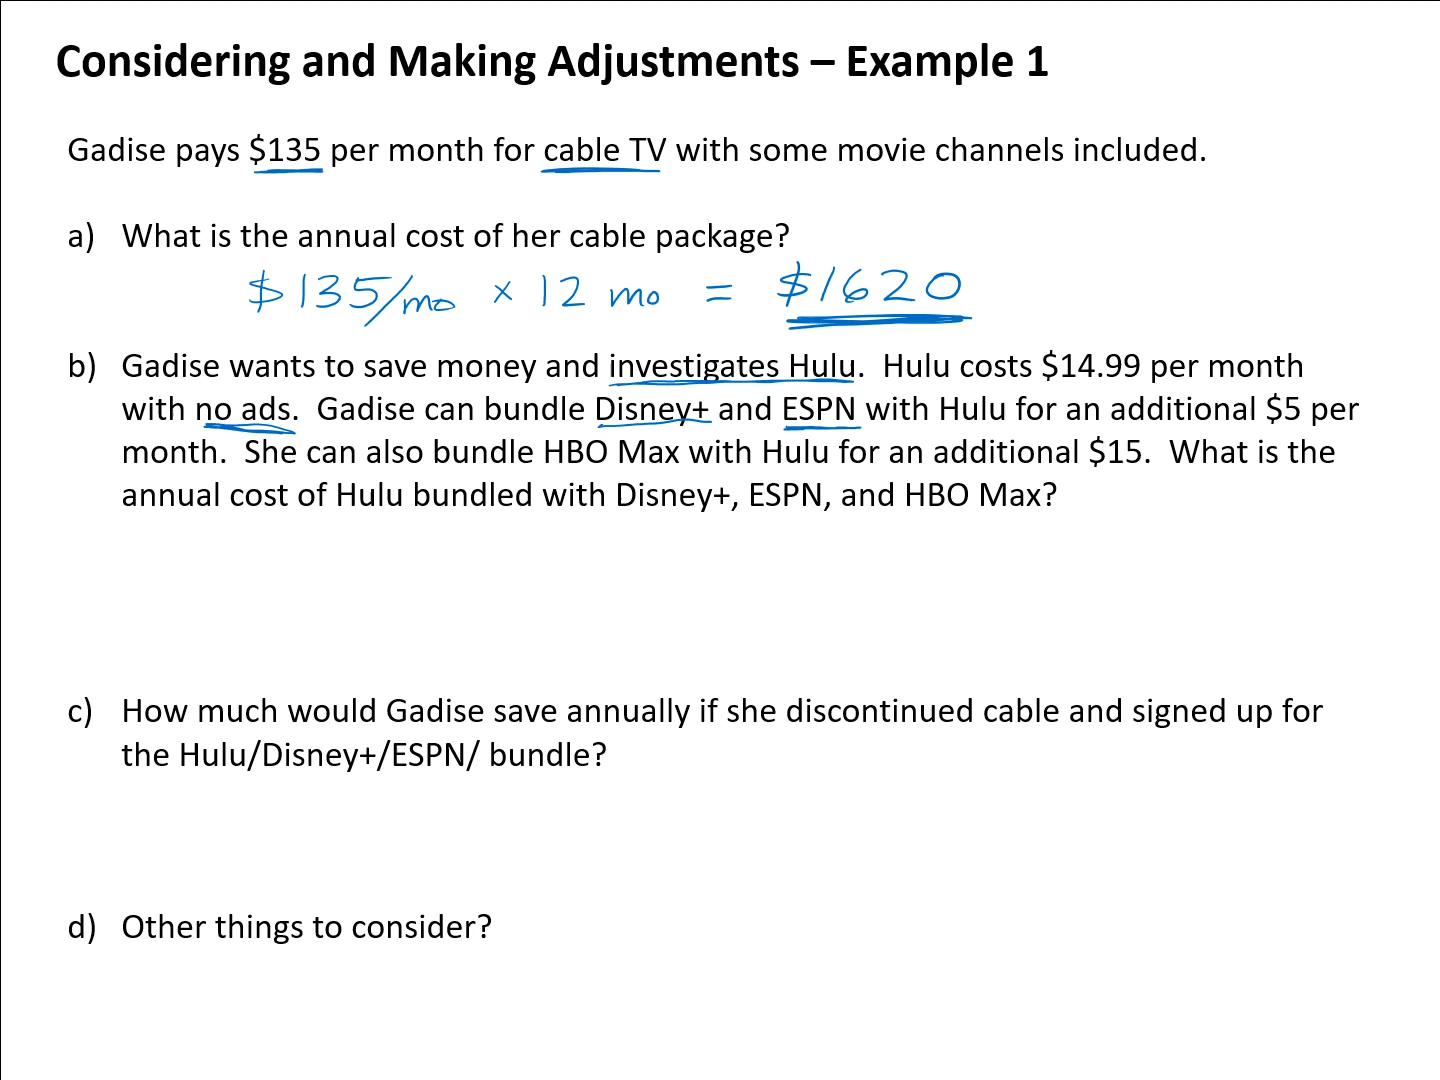 Considering and Making Adjustments – Example 1
Gadise pays $135 per month for cable TV with some movie channels included.
a) What is the annual cost of her cable package?
$135/mo × 12 mo = $1620
b) Gadise wants to save money and investigates Hulu. Hulu costs $14.99 per month
with no ads. Gadise can bundle Disney+ and ESPN with Hulu for an additional $5 per
month. She can also bundle HBO Max with Hulu for an additional $15. What is the
annual cost of Hulu bundled with Disney+, ESPN, and HBO Max?
c) How much would Gadise save annually if she discontinued cable and signed up for
the Hulu/Disney+/ESPN/ bundle?
d) Other things to consider?